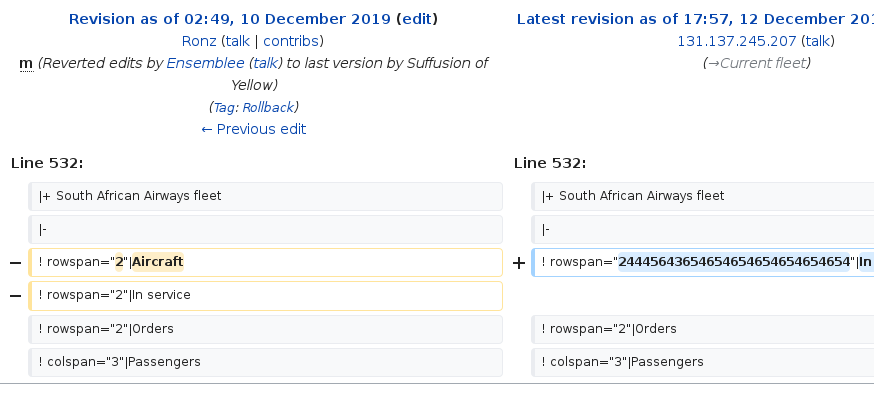 Revision as of 02:49, 10 December 2019 (edit)
Ronz (talk | contribs)
m (Reverted edits by Ensemblee (talk) to last version by Suffusion of
Yellow)
(Tag: Rollback)
← Previous edit
Latest revision as of 17:57, 12 December 201
131.137.245.207 (talk)
(→Current fleet)
Line 532:
Line 532:
|+ South African Airways fleet
|+ South African Airways fleet
|-
|-
− ! rowspan="2"|Aircraft
+ ! rowspan="24445643654654654654654654654"|In
− ! rowspan="2"|In service
! rowspan="2"|Orders
! rowspan="2"|Orders
! colspan="3"|Passengers
! colspan="3"|Passengers